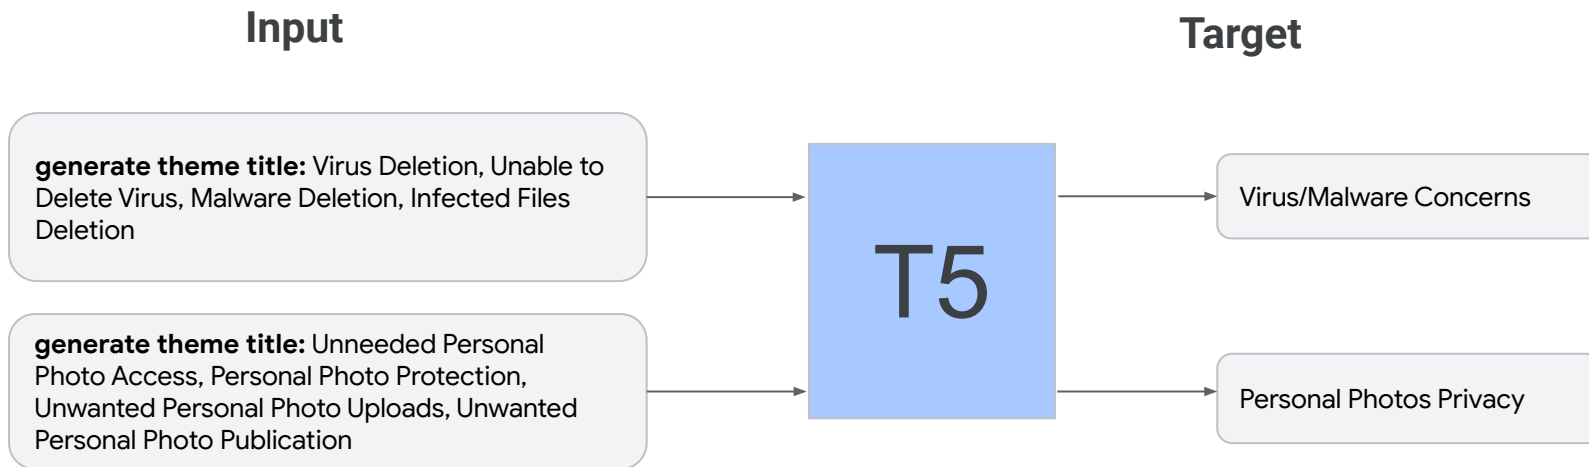 Input
Target
generate theme title: Virus Deletion, Unable to
Delete Virus, Malware Deletion, Infected Files
Deletion
T5
Virus/Malware Concerns
generate theme title: Unneeded Personal
Photo Access, Personal Photo Protection,
Unwanted Personal Photo Uploads, Unwanted
Personal Photo Publication
Personal Photos Privacy